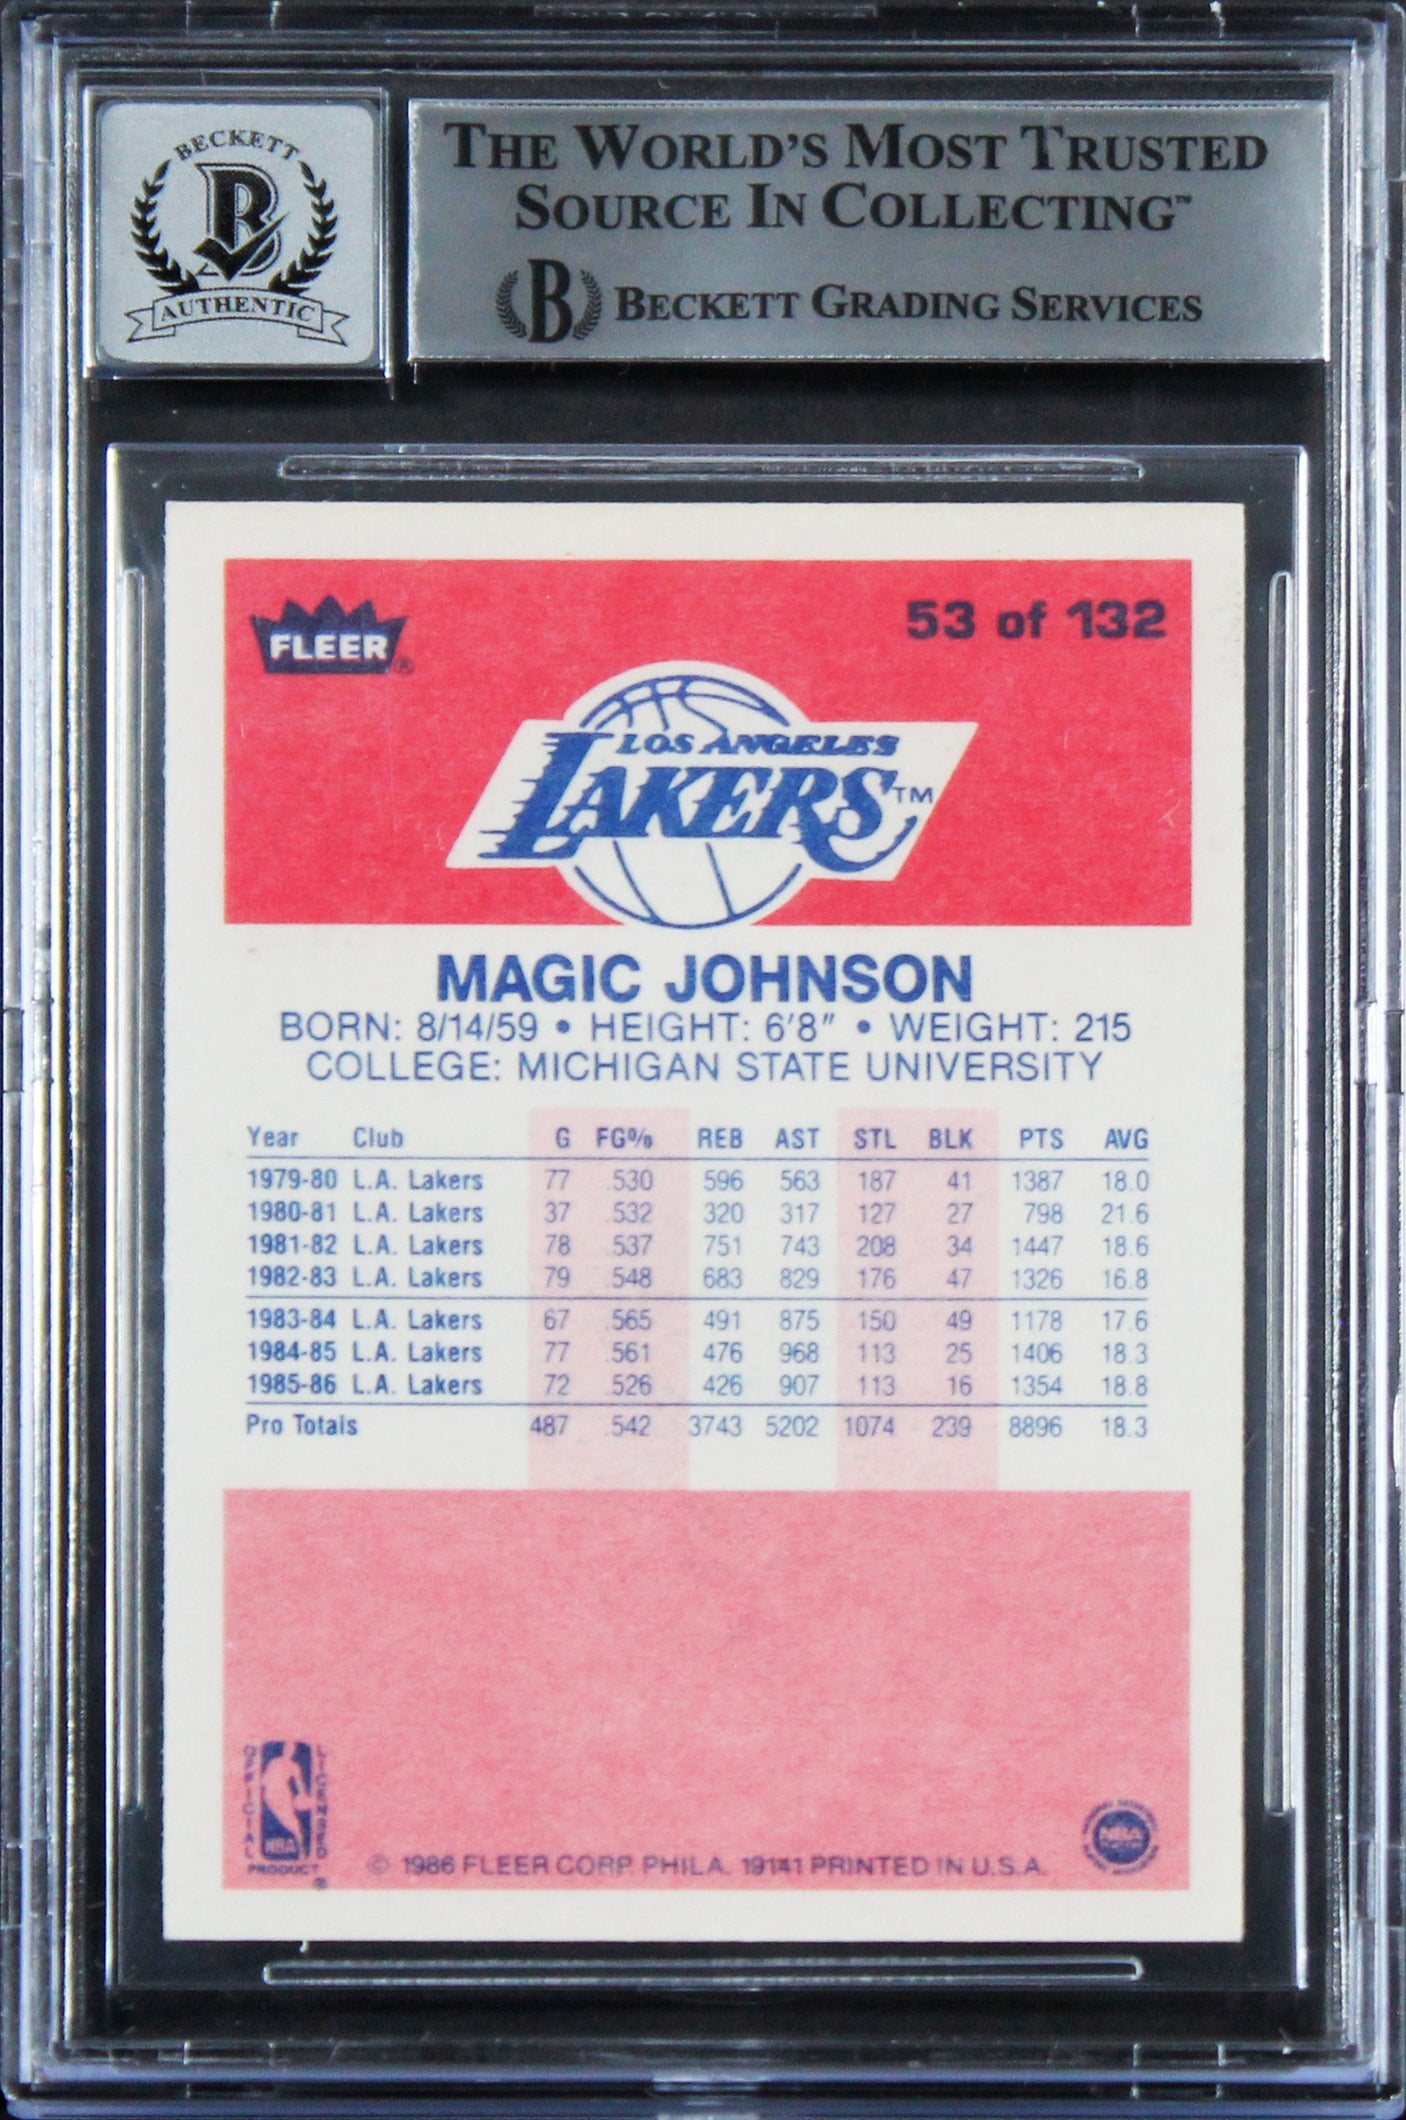 BECKETT
B
AUTHENTIC
THE WORLD'S MOST TRUSTED
SOURCE IN COLLECTING™
B BECKETT GRADING SERVICES
FLEER®
53 of 132
LOS ANGELES
LAKERS™
MAGIC JOHNSON
BORN: 8/14/59 • HEIGHT: 6'8" • WEIGHT: 215
COLLEGE: MICHIGAN STATE UNIVERSITY
Year Club G FG% REB AST STL BLK PTS AVG
1979-80 L.A. Lakers 77 .530 596 563 187 41 1387 18.0
1980-81 L.A. Lakers 37 .532 320 317 127 27 798 21.6
1981-82 L.A. Lakers 78 .537 751 743 208 34 1447 18.6
1982-83 L.A. Lakers 79 .548 683 829 176 47 1326 16.8
1983-84 L.A. Lakers 67 .565 491 875 150 49 1178 17.6
1984-85 L.A. Lakers 77 .561 476 968 113 25 1406 18.3
1985-86 L.A. Lakers 72 .526 426 907 113 16 1354 18.8
Pro Totals 487 .542 3743 5202 1074 239 8896 18.3
OFFICIAL
NBA
LICENSED
PRODUCT
®
© 1986 FLEER CORP. PHILA. 19141 PRINTED IN U.S.A.
NBA